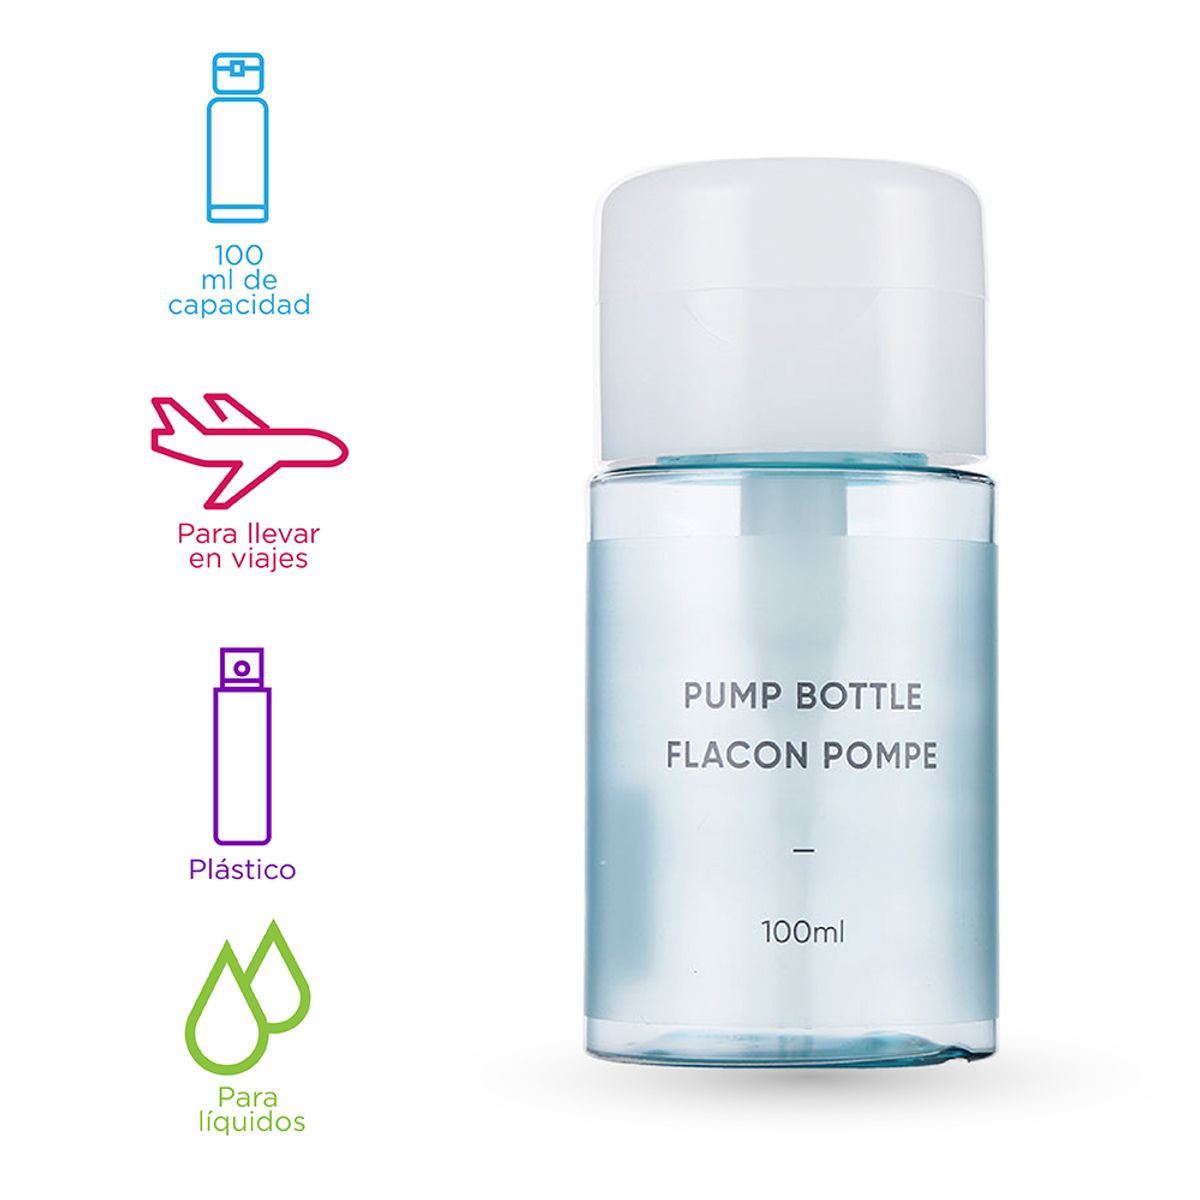 100
ml de
capacidad
Para llevar
en viajes
Plástico
Para
líquidos
PUMP BOTTLE
FLACON POMPE
–
100ml